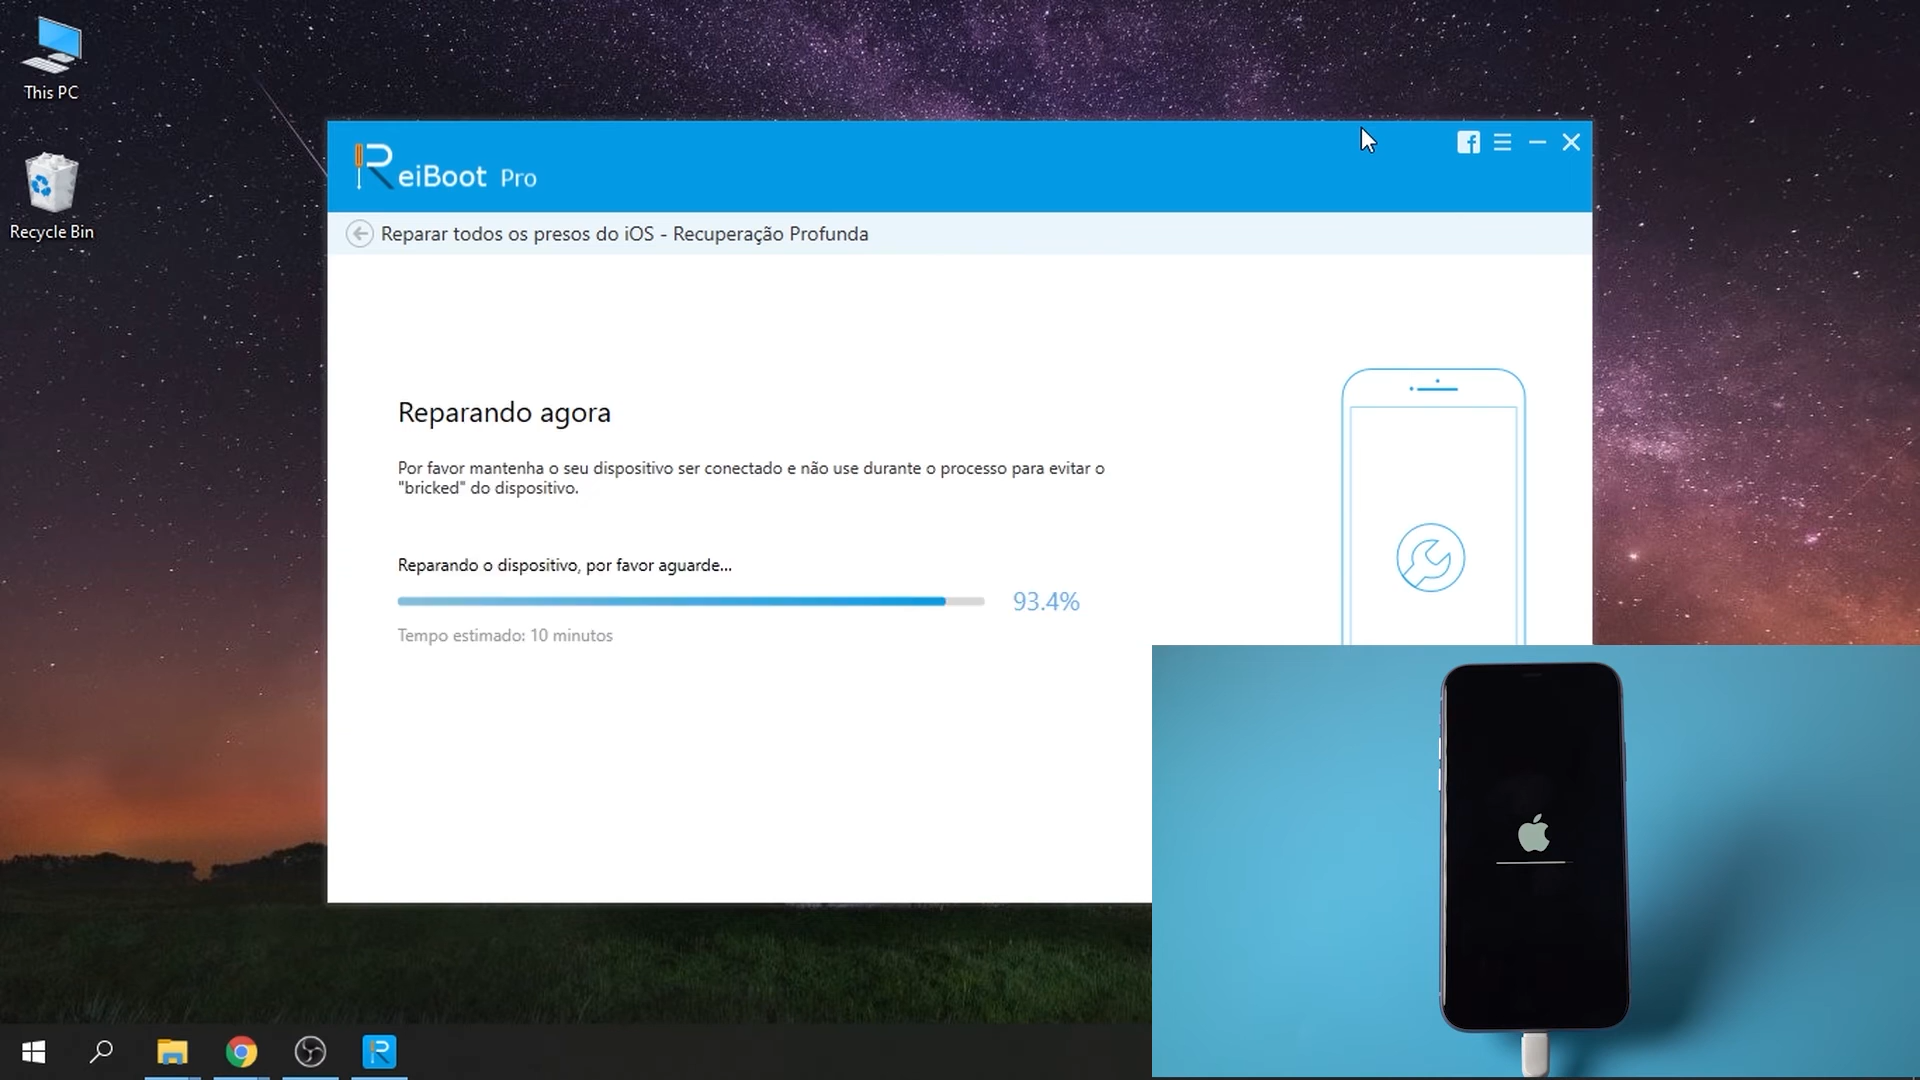 This PC
Recycle Bin
ReiBoot Pro
Reparar todos os presos do iOS - Recuperação Profunda
Reparando agora
Por favor mantenha o seu dispositivo ser conectado e não use durante o processo para evitar o
"bricked" do dispositivo.
Reparando o dispositivo, por favor aguarde...
93.4%
Tempo estimado: 10 minutos